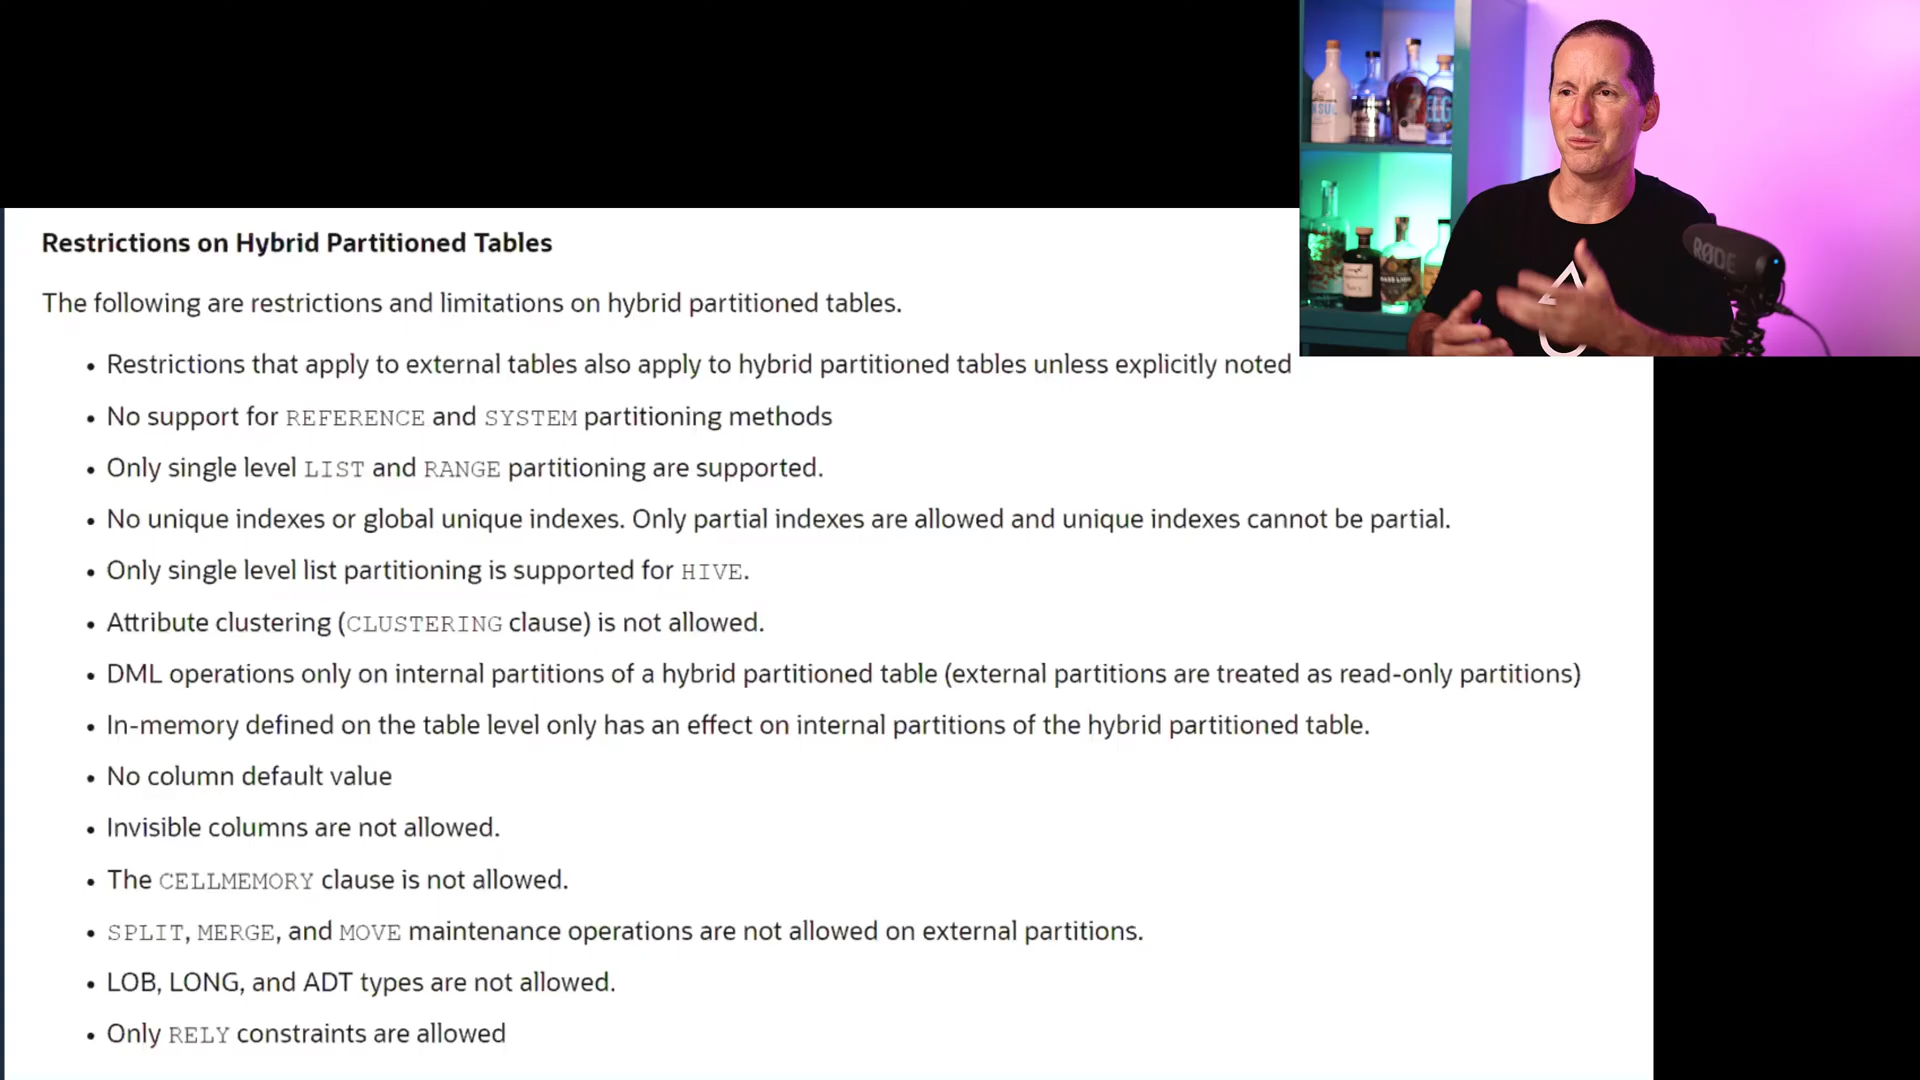 Restrictions on Hybrid Partitioned Tables
The following are restrictions and limitations on hybrid partitioned tables.
• Restrictions that apply to external tables also apply to hybrid partitioned tables unless explicitly noted
• No support for REFERENCE and SYSTEM partitioning methods
• Only single level LIST and RANGE partitioning are supported.
• No unique indexes or global unique indexes. Only partial indexes are allowed and unique indexes cannot be partial.
• Only single level list partitioning is supported for HIVE.
• Attribute clustering (CLUSTERING clause) is not allowed.
• DML operations only on internal partitions of a hybrid partitioned table (external partitions are treated as read-only partitions)
• In-memory defined on the table level only has an effect on internal partitions of the hybrid partitioned table.
• No column default value
• Invisible columns are not allowed.
• The CELLMEMORY clause is not allowed.
• SPLIT, MERGE, and MOVE maintenance operations are not allowed on external partitions.
• LOB, LONG, and ADT types are not allowed.
• Only RELY constraints are allowed
RØDE